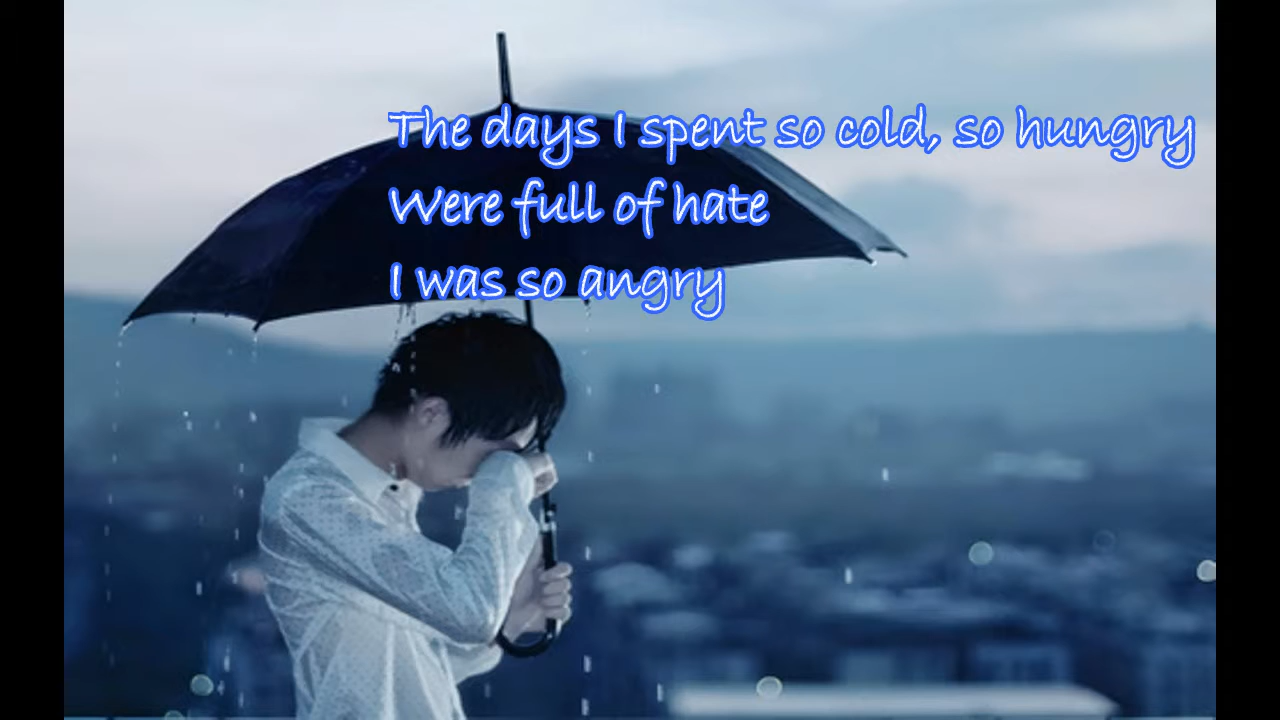 The days I spent so cold, so hungry
Were full of hate
I was so angry